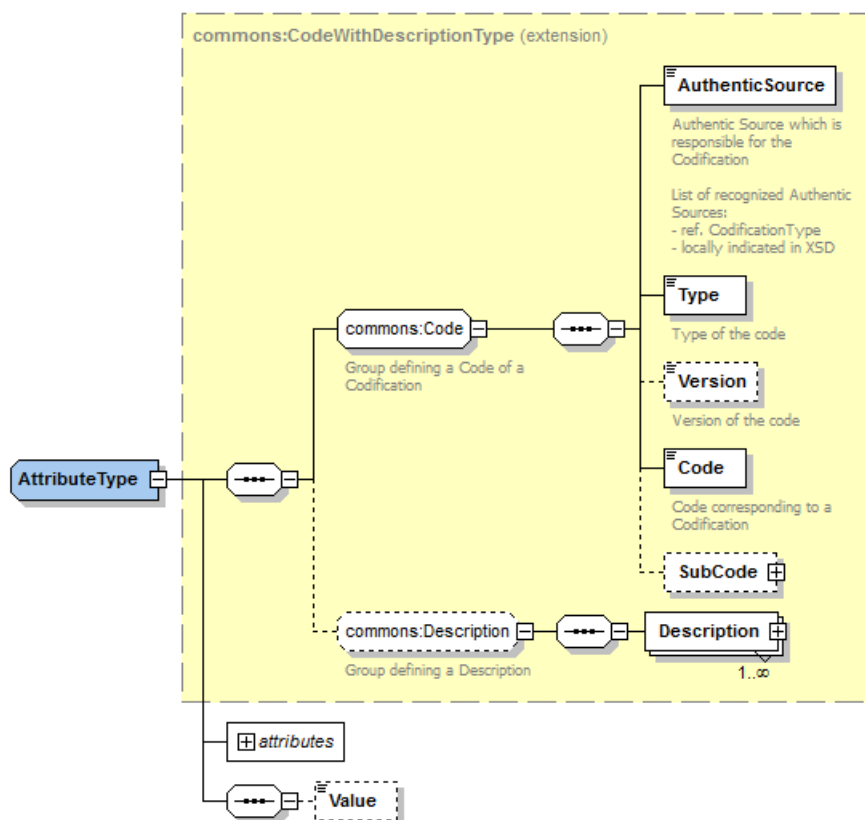 commons:CodeWithDescriptionType (extension)
AuthenticSource
Authentic Source which is
responsible for the
Codification
List of recognized Authentic
Sources:
- ref. CodificationType
- locally indicated in XSD
Type
Type of the code
commons:Code
Group defining a Code of a
Codification
Version
Version of the code
AttributeType
Code
Code corresponding to a
Codification
SubCode
commons:Description
Group defining a Description
Description
1..∞
attributes
Value